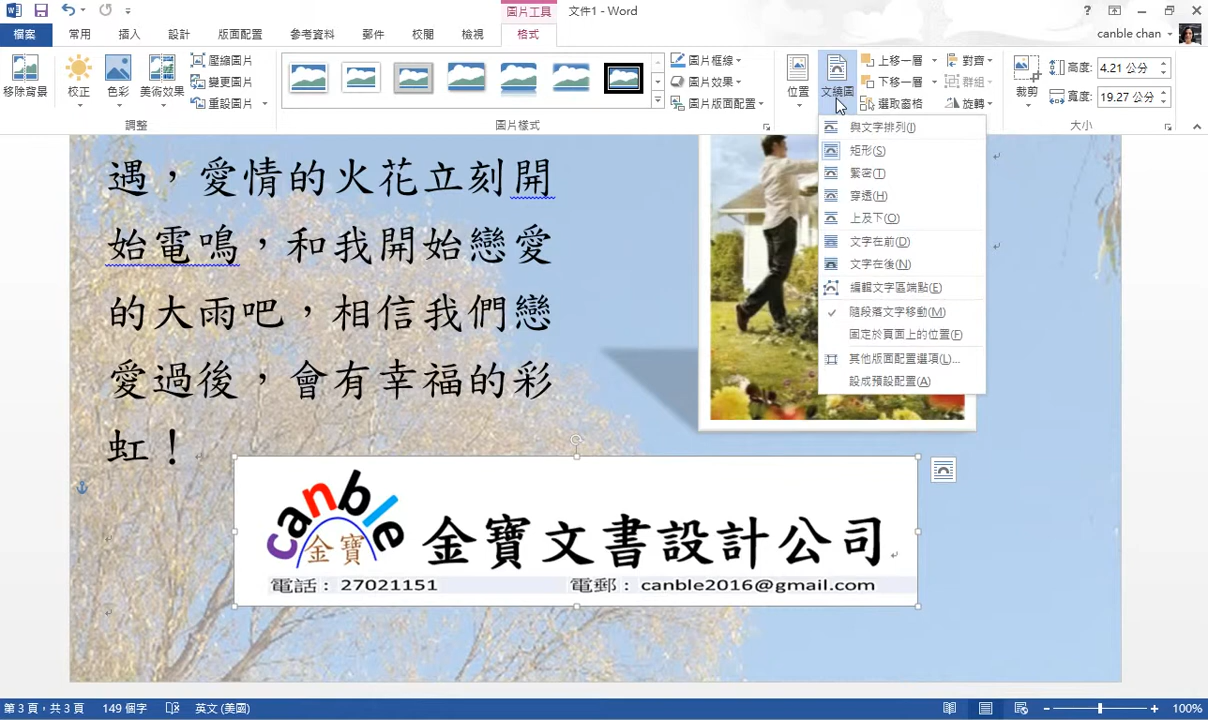 圖片工具
文件1 - Word
?
檔案
常用
插入
設計
版面配置
參考資料
郵件
校閱
檢視
格式
canble chan
移除背景
校正
色彩
美術效果
壓縮圖片
變更圖片
重設圖片
調整
圖片樣式
圖片框線
圖片效果
圖片版面配置
位置
文繞圖
上移一層
下移一層
選取窗格
對齊
群組
旋轉
裁剪
高度:
4.21 公分
寬度:
19.27 公分
大小
與文字排列(I)
矩形(S)
緊密(T)
穿透(H)
上及下(O)
文字在前(D)
文字在後(N)
編輯文字區端點(E)
隨段落文字移動(M)
固定於頁面上的位置(F)
其他版面配置選項(L)...
設成預設配置(A)
遇，愛情的火花立刻開
始電鳴，和我開始戀愛
的大雨吧，相信我們戀
愛過後，會有幸福的彩
虹！
canble
金寶
金寶文書設計公司
電話： 27021151
電郵： canble2016@gmail.com
第 3 頁，共 3 頁
149 個字
英文 (美國)
100%